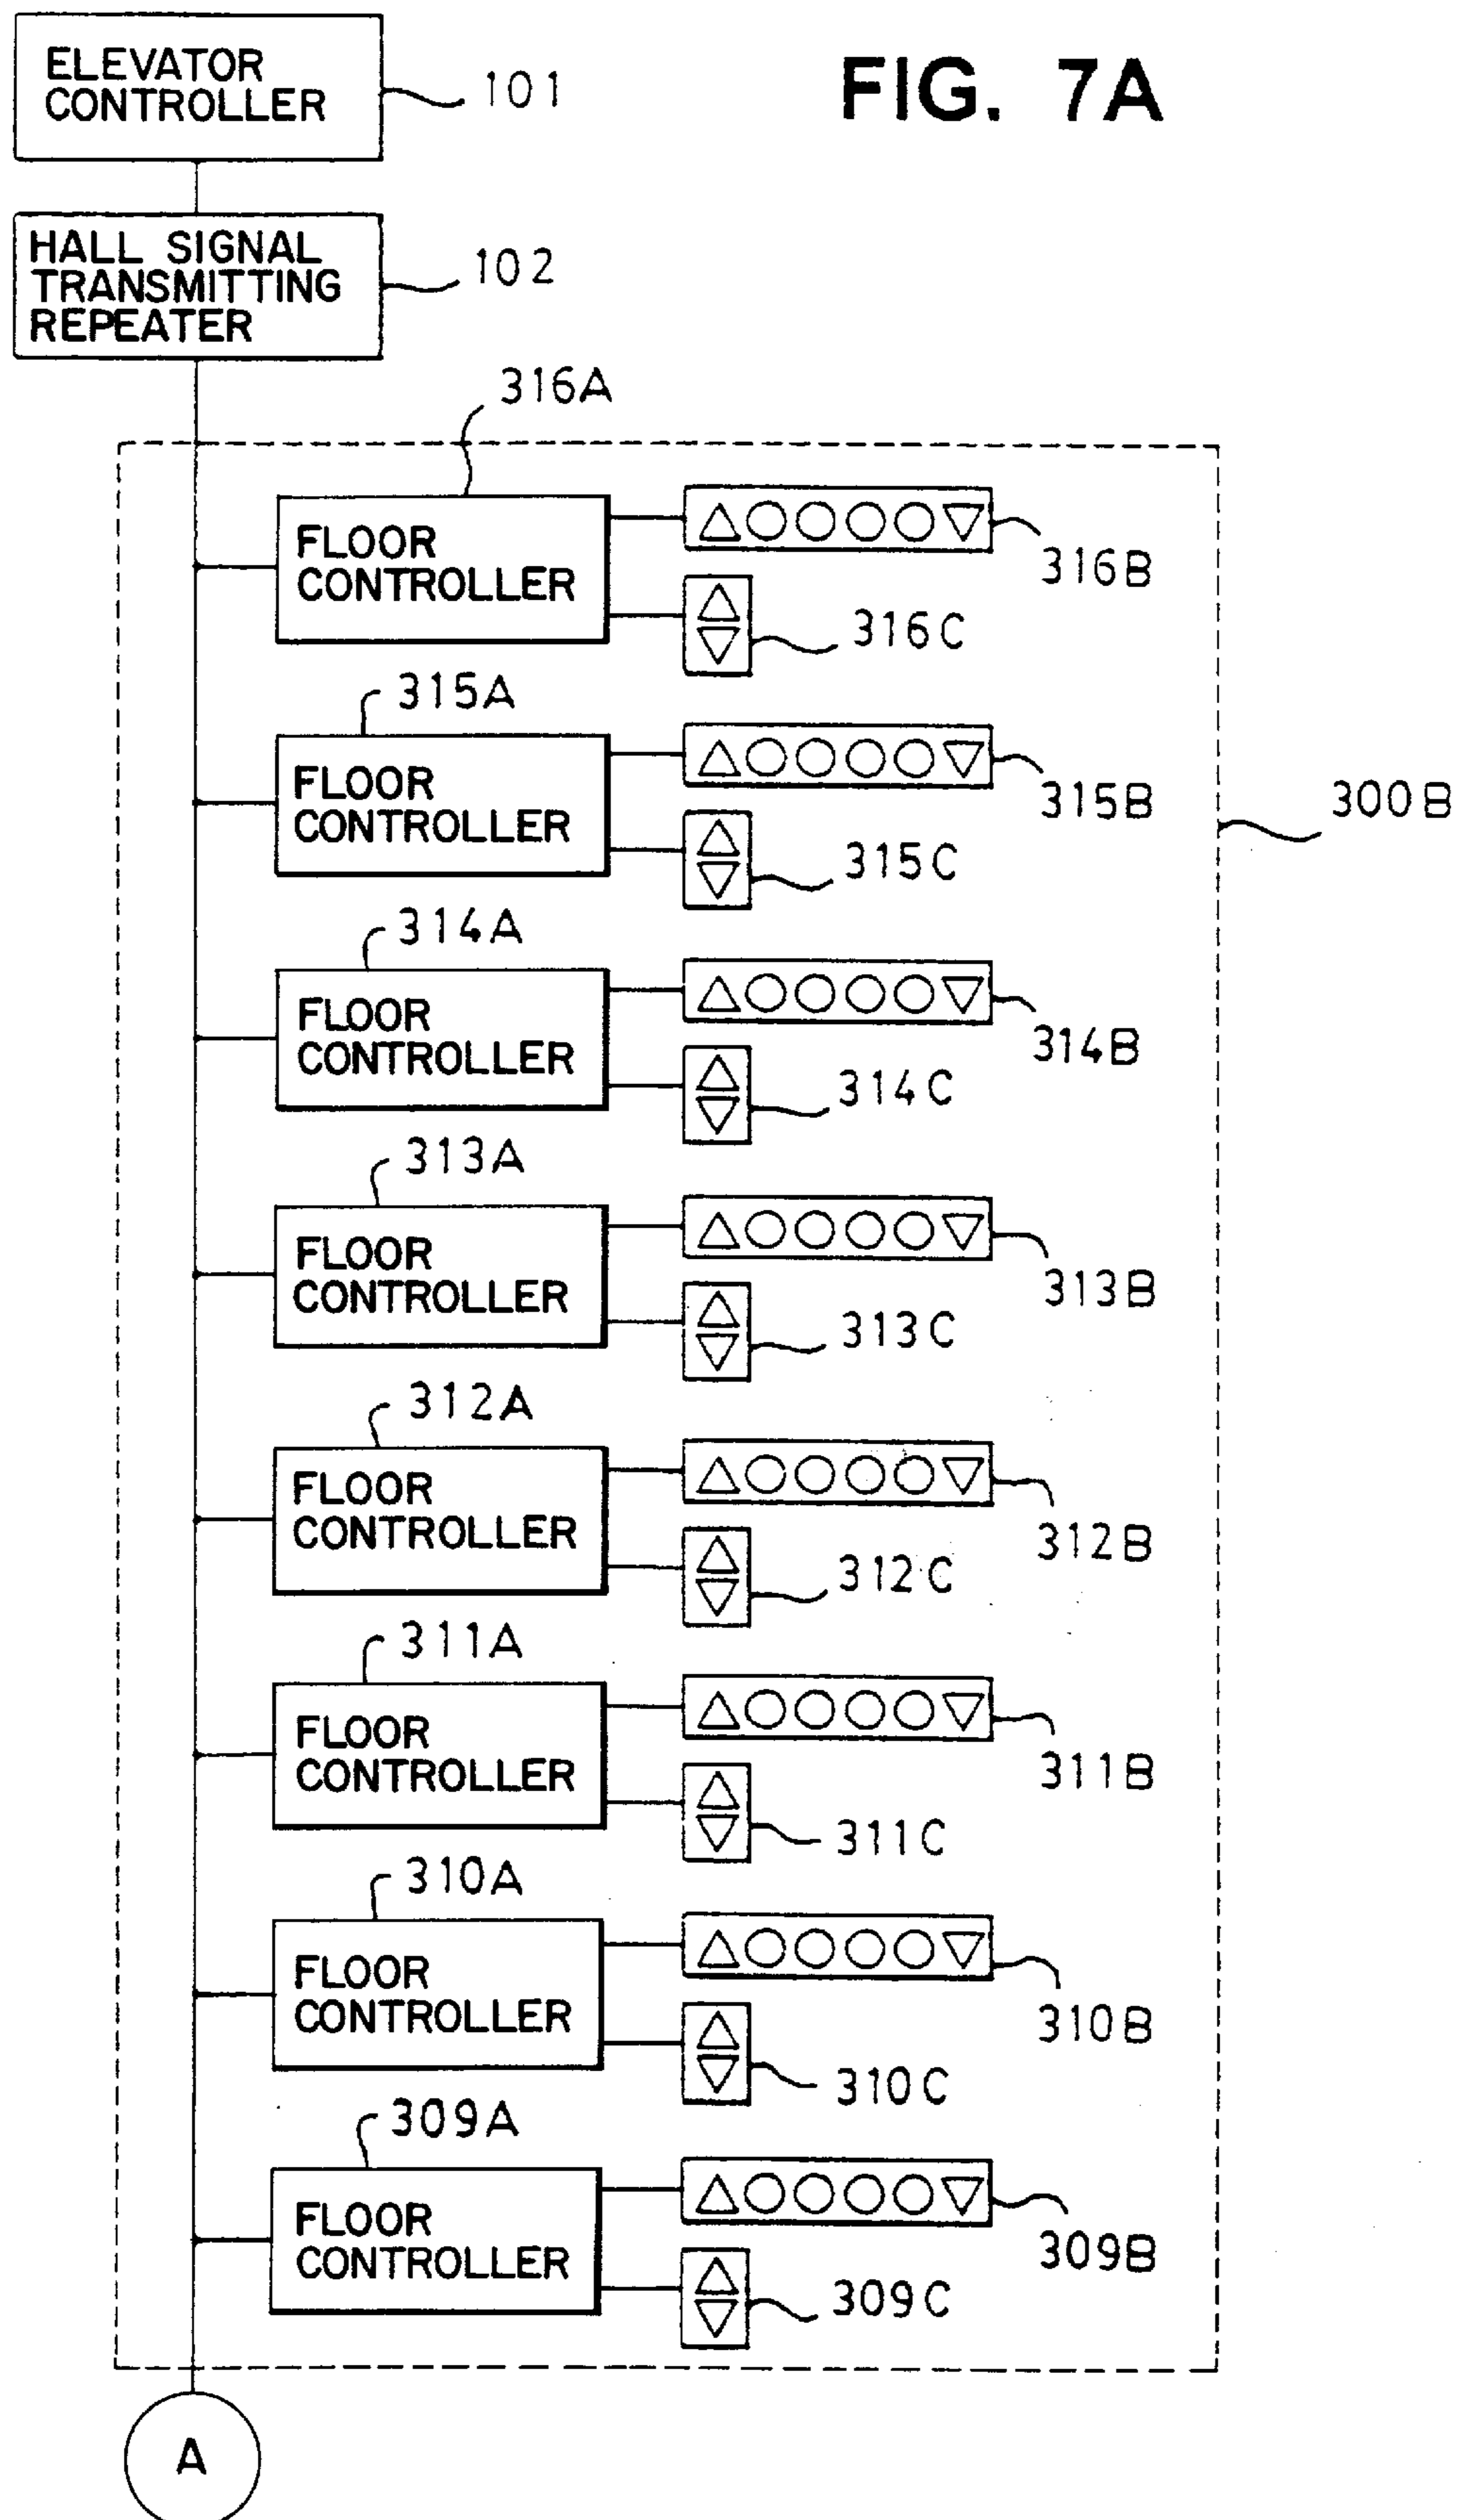 ELEVATOR
CONTROLLER
101
FIG. 7A
HALL SIGNAL
TRANSMITTING
REPEATER
102
316A
FLOOR
CONTROLLER
316B
316C
315A
FLOOR
CONTROLLER
315B
300B
315C
314A
FLOOR
CONTROLLER
314B
314C
313A
FLOOR
CONTROLLER
313B
313C
312A
FLOOR
CONTROLLER
312B
312C
311A
FLOOR
CONTROLLER
311B
311C
310A
FLOOR
CONTROLLER
310B
310C
309A
FLOOR
CONTROLLER
309B
309C
A